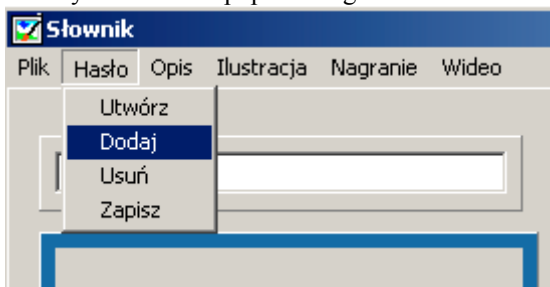 Słownik
Plik Hasło Opis Ilustracja Nagranie Wideo
Utwórz
Dodaj
Usuń
Zapisz